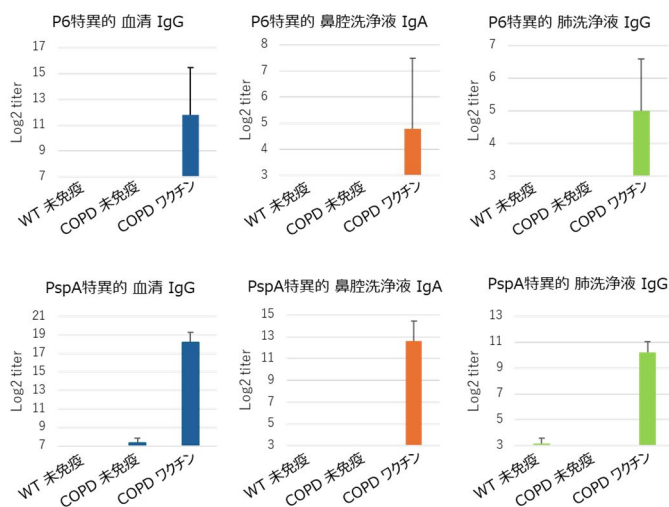 P6特異的 血清 IgG
Log2 titer
17
15
13
11
9
7
WT 未免疫
COPD 未免疫
COPD ワクチン
P6特異的 鼻腔洗浄液 IgA
Log2 titer
8
7
6
5
4
3
WT 未免疫
COPD 未免疫
COPD ワクチン
P6特異的 肺洗浄液 IgG
Log2 titer
7
6
5
4
3
WT 未免疫
COPD 未免疫
COPD ワクチン
PspA特異的 血清 IgG
Log2 titer
21
19
17
15
13
11
9
7
WT 未免疫
COPD 未免疫
COPD ワクチン
PspA特異的 鼻腔洗浄液 IgA
Log2 titer
15
13
11
9
7
5
3
WT 未免疫
COPD 未免疫
COPD ワクチン
PspA特異的 肺洗浄液 IgG
Log2 titer
13
11
9
7
5
3
WT 未免疫
COPD 未免疫
COPD ワクチン